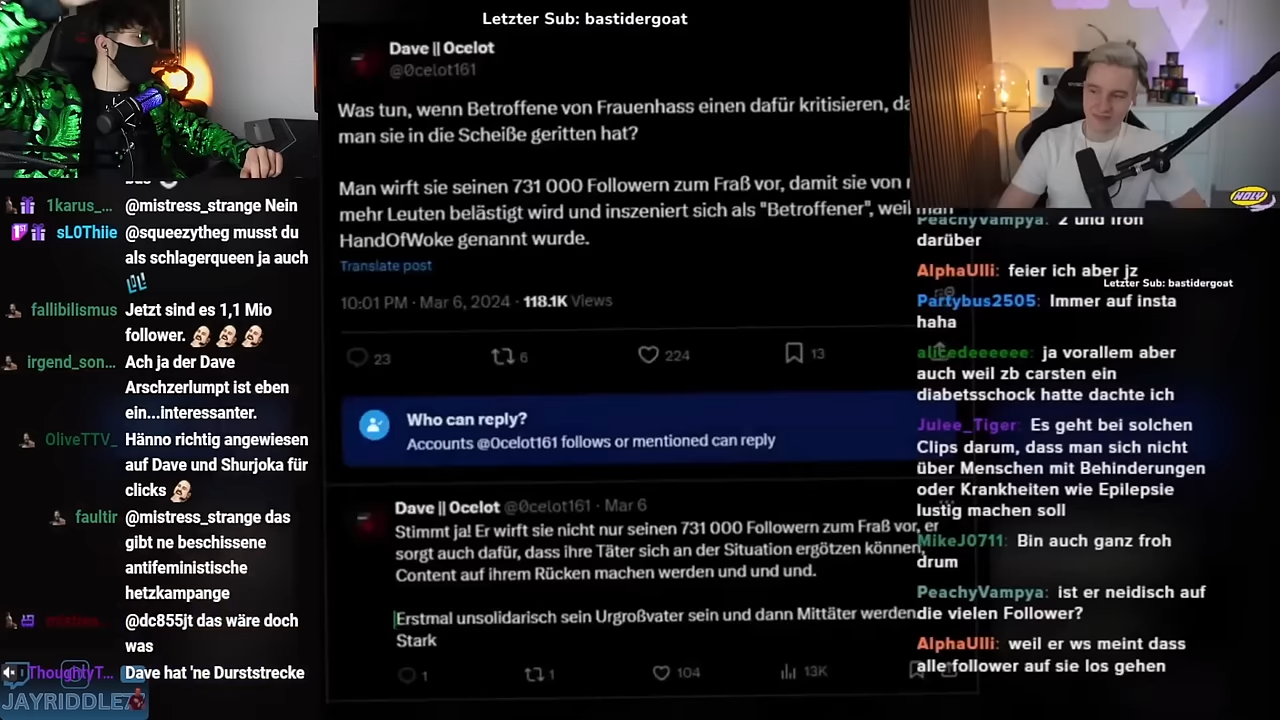 Letzter Sub: bastidergoat
Dave || 0celot
@0celot161
Was tun, wenn Betroffene von Frauenhass einen dafür kritisieren, da
man sie in die Scheiße geritten hat?
Man wirft sie seinen 731 000 Followern zum Fraß vor, damit sie von
mehr Leuten belästigt wird und inszeniert sich als "Betroffener", weil man
HandOfWoke genannt wurde.
Translate post
10:01 PM · Mar 6, 2024 · 118.1K Views
23 6 224 13
Who can reply?
Accounts @0celot161 follows or mentioned can reply
Dave || 0celot @0celot161 · Mar 6
Stimmt ja! Er wirft sie nicht nur seinen 731 000 Followern zum Fraß vor, er
sorgt auch dafür, dass ihre Täter sich an der Situation ergötzen können,
Content auf ihrem Rücken machen werden und und und.
Erstmal unsolidarisch sein Urgroßvater sein und dann Mittäter werden.
Stark
1 1 104 13K
1karus_... @mistress_strange Nein
sL0Thiie @squeezytheg musst du
als schlagerqueen ja auch
LOL
fallibilismus Jetzt sind es 1,1 Mio
follower.
irgend_son... Ach ja der Dave
Arschzerlumpt ist eben
ein...interessanter.
OliveTTV_ Hänno richtig angewiesen
auf Dave und Shurjoka für
clicks
faultir @mistress_strange das
gibt ne beschissene
antifeministische
hetzkampange
@dc855jt das wäre doch
was
ThoughtyT... Dave hat 'ne Durststrecke
JAYRIDDLE7
HOLY
PeachyVampya: 2 und froh
darüber
AlphaUlli: feier ich aber jz
Letzter Sub: bastidergoat
Partybus2505: Immer auf insta
haha
alicedeeeeee: ja vorallem aber
auch weil zb carsten ein
diabetsschock hatte dachte ich
Julee_Tiger: Es geht bei solchen
Clips darum, dass man sich nicht
über Menschen mit Behinderungen
oder Krankheiten wie Epilepsie
lustig machen soll
MikeJ0711: Bin auch ganz froh
drum
PeachyVampya: ist er neidisch auf
die vielen Follower?
AlphaUlli: weil er ws meint dass
alle follower auf sie los gehen